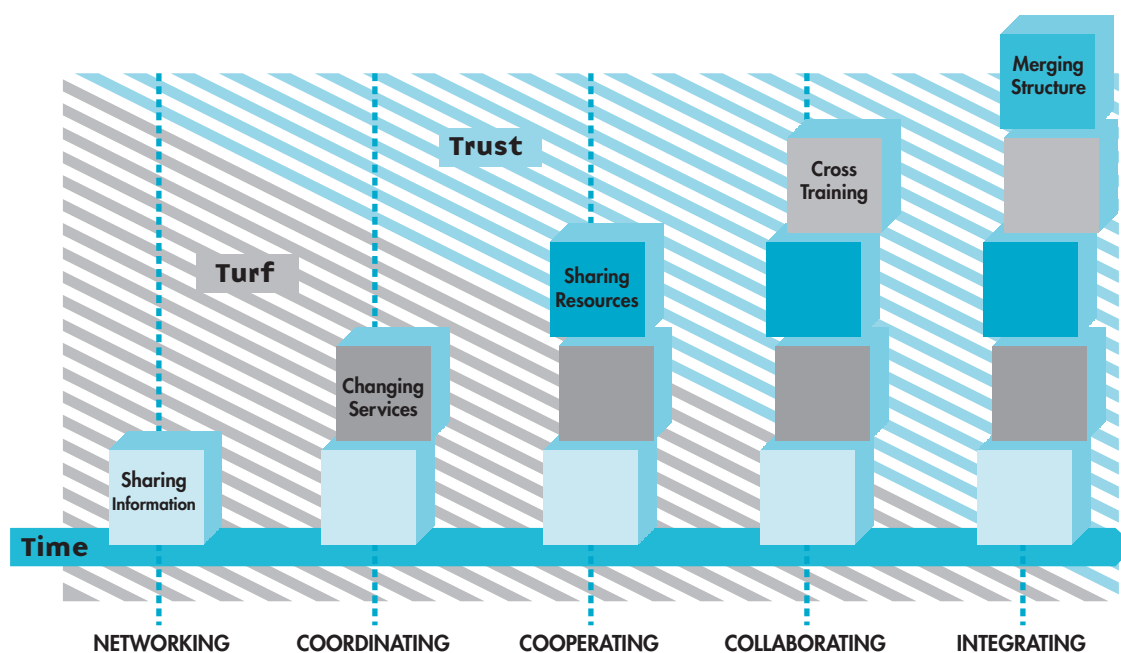 Merging
Structure
Trust
Cross
Training
Turf
Sharing
Resources
Changing
Services
Sharing
Information
Time
NETWORKING
COORDINATING
COOPERATING
COLLABORATING
INTEGRATING